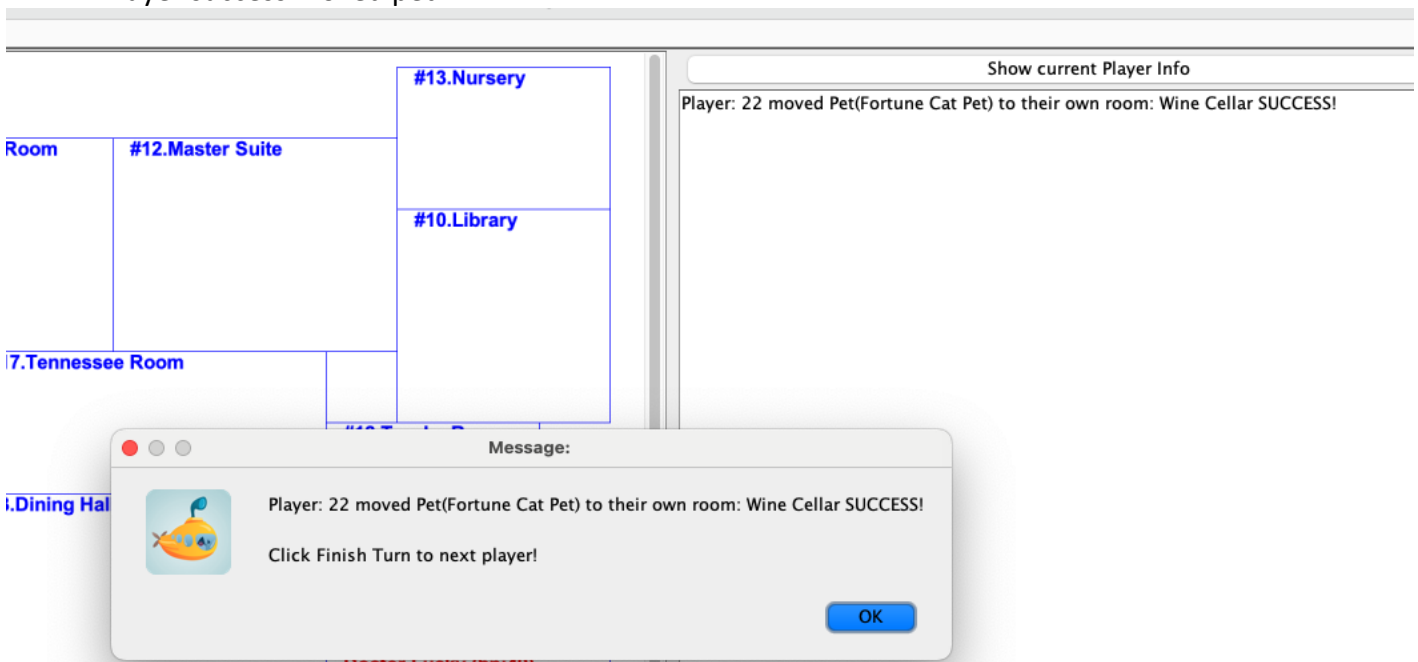 #13.Nursery
Show current Player Info
Player: 22 moved Pet(Fortune Cat Pet) to their own room: Wine Cellar SUCCESS!
Room
#12.Master Suite
#10.Library
7.Tennessee Room
Message:
.Dining Hal
Player: 22 moved Pet(Fortune Cat Pet) to their own room: Wine Cellar SUCCESS!
Click Finish Turn to next player!
OK